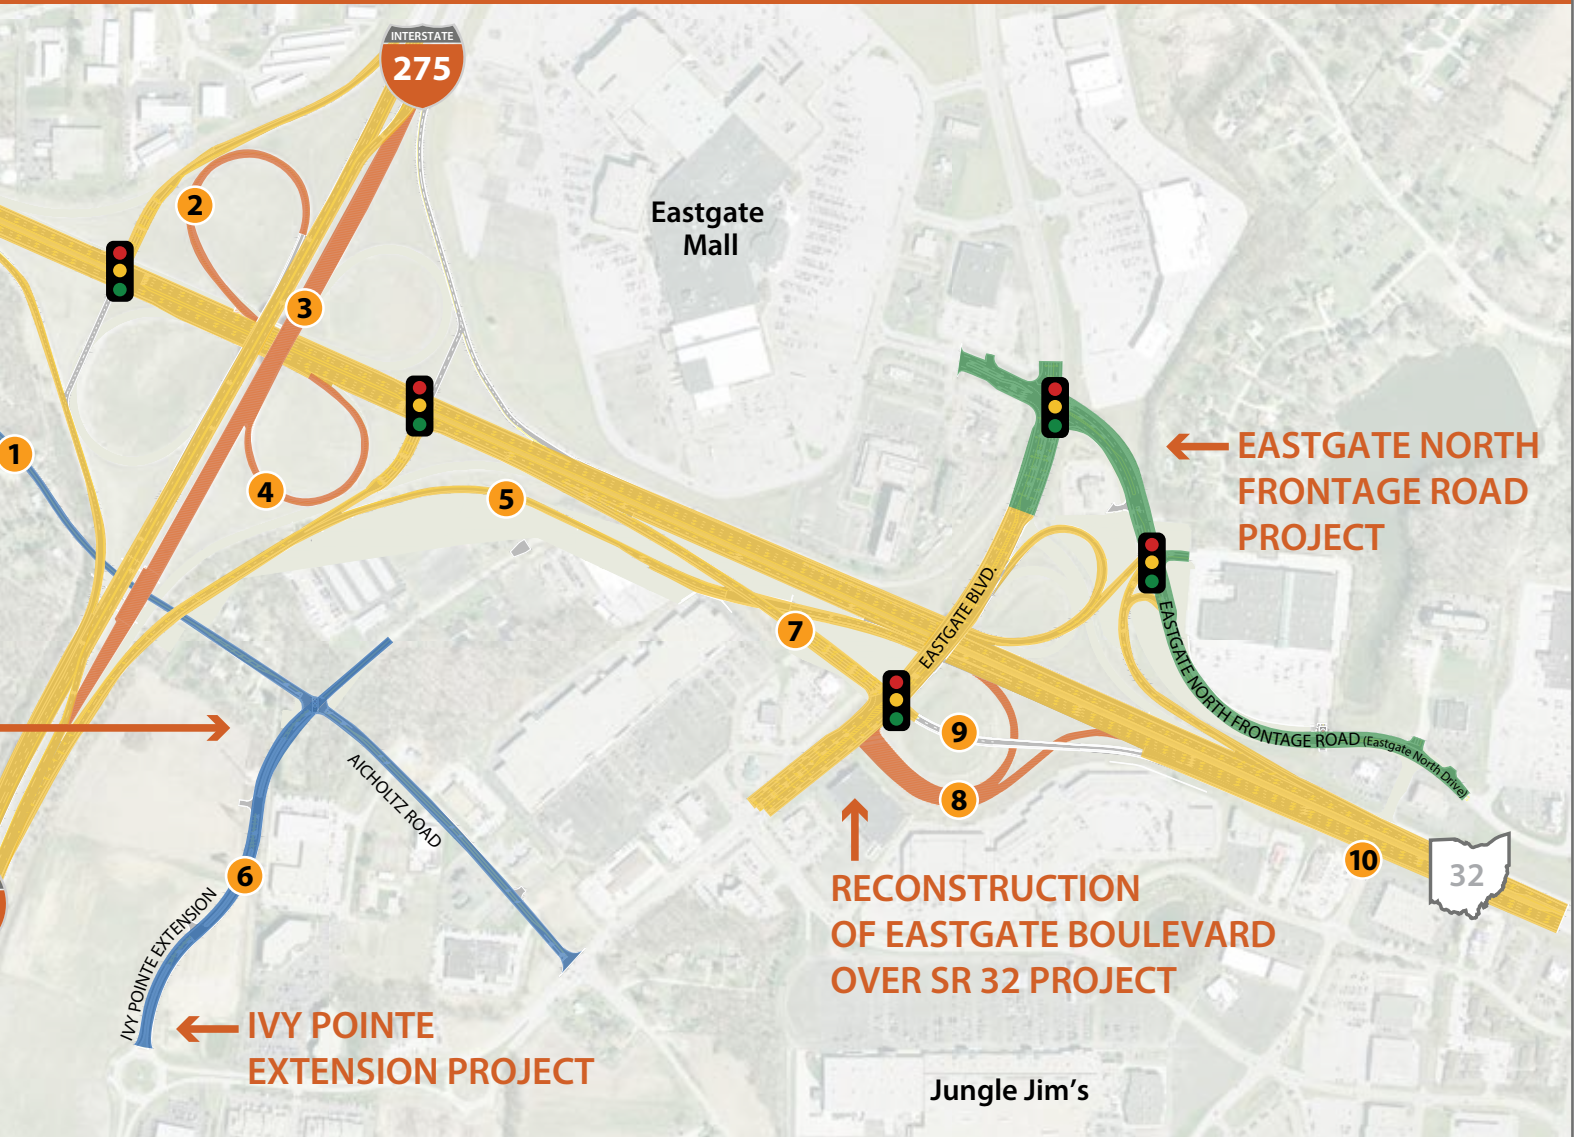 INTERSTATE
275
2
Eastgate
Mall
3
1
EASTGATE NORTH
FRONTAGE ROAD
PROJECT
4
5
EASTGATE BLVD.
7
EASTGATE NORTH FRONTAGE ROAD (Eastgate North Drive)
9
AICHOLTZ ROAD
8
6
10
32
IVY POINTE EXTENSION
RECONSTRUCTION
OF EASTGATE BOULEVARD
OVER SR 32 PROJECT
IVY POINTE
EXTENSION PROJECT
Jungle Jim's